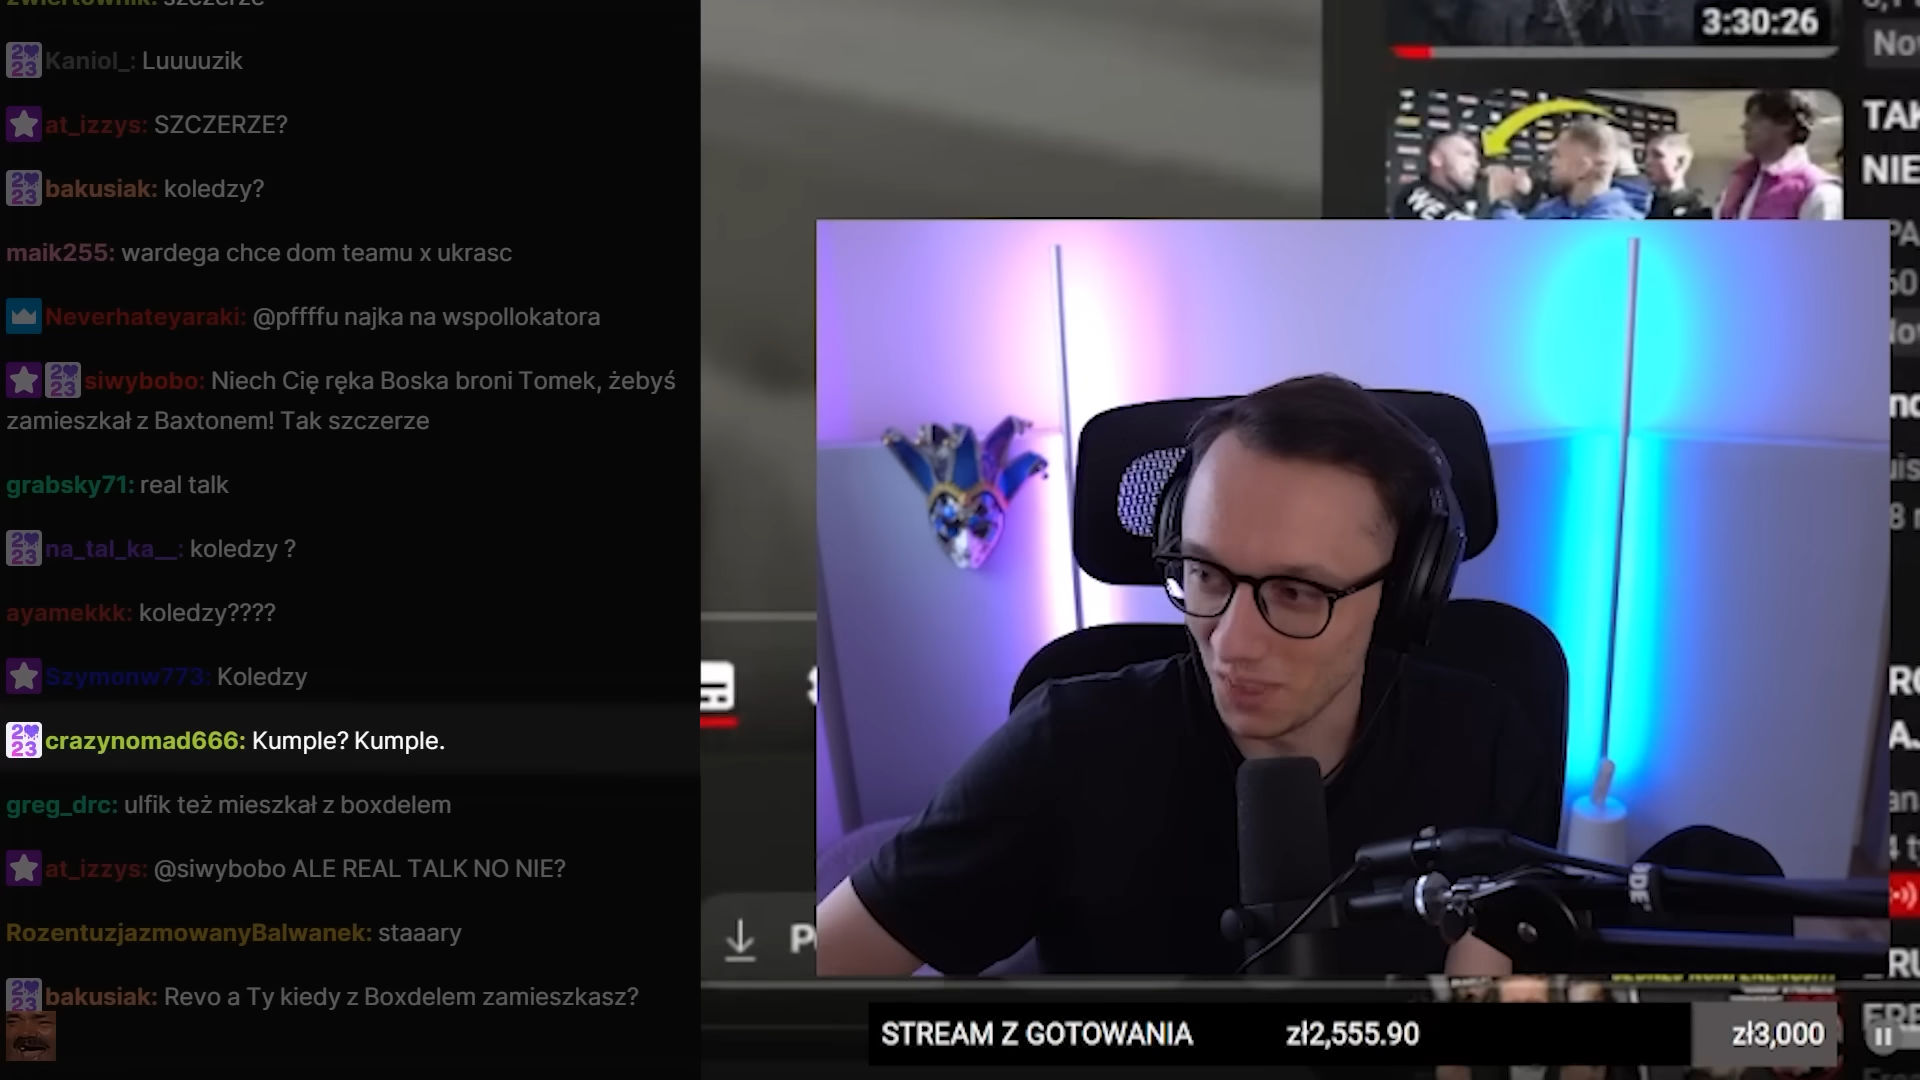 Kaniol_: Luuuuzik
at_izzys: SZCZERZE?
bakusiak: koledzy?
maik255: wardega chce dom teamu x ukrasc
Neverhateyaraki: @pffffu najka na wspollokatora
siwybobo: Niech Cię ręka Boska broni Tomek, żebyś
zamieszkał z Baxtonem! Tak szczerze
grabsky71: real talk
na_tal_ka__: koledzy ?
ayamekkk: koledzy????
Szymonw773: Koledzy
crazynomad666: Kumple? Kumple.
greg_drc: ulfik też mieszkał z boxdelem
at_izzys: @siwybobo ALE REAL TALK NO NIE?
RozentuzjazmowanyBalwanek: staaary
bakusiak: Revo a Ty kiedy z Boxdelem zamieszkasz?
3:30:26
TAK
NIE
STREAM Z GOTOWANIA zł2,555.90 zł3,000